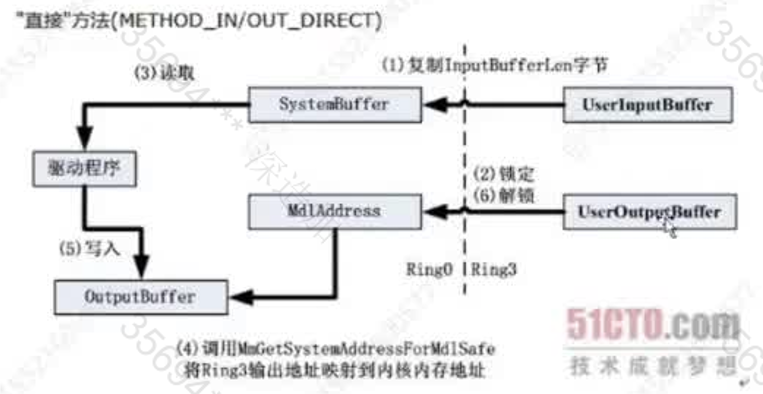 "直接"方法(METHOD_IN/OUT_DIRECT)
(1)复制InputBufferLen字节
(3)读取
SystemBuffer
UserInputBuffer
驱动程序
(2)锁定
(6)解锁
MdlAddress
UserOutputBuffer
(5)写入
Ring0
Ring3
OutputBuffer
(4)调用MmGetSystemAddressForMdlSafe
将Ring3输出地址映射到内核内存地址
51CTO.com
技术成就梦想